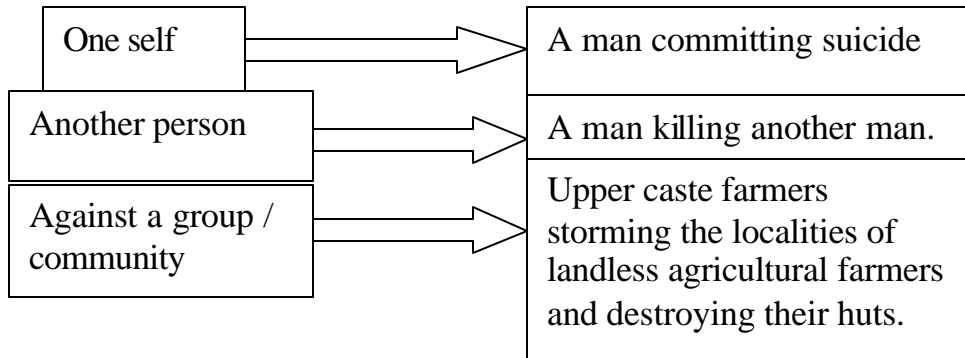 One self
A man committing suicide
Another person
A man killing another man.
Against a group /
community
Upper caste farmers
storming the localities of
landless agricultural farmers
and destroying their huts.